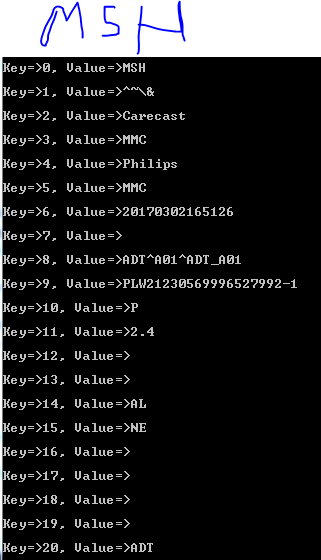 MSH
Key=>0, Value=>MSH
Key=>1, Value=>^~\&
Key=>2, Value=>Carecast
Key=>3, Value=>MMC
Key=>4, Value=>Philips
Key=>5, Value=>MMC
Key=>6, Value=>20170302165126
Key=>7, Value=>
Key=>8, Value=>ADT^A01^ADT_A01
Key=>9, Value=>PLW21230569996527992-1
Key=>10, Value=>P
Key=>11, Value=>2.4
Key=>12, Value=>
Key=>13, Value=>
Key=>14, Value=>AL
Key=>15, Value=>NE
Key=>16, Value=>
Key=>17, Value=>
Key=>18, Value=>
Key=>19, Value=>
Key=>20, Value=>ADT